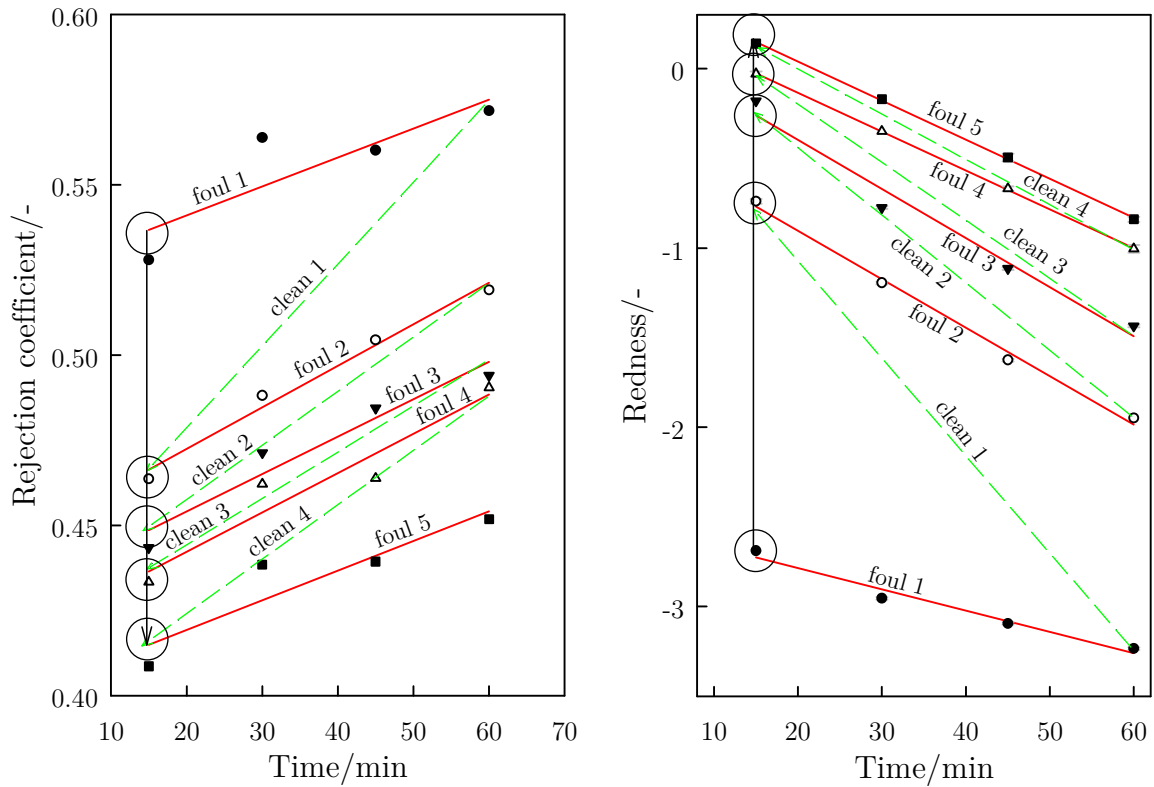 Rejection coefficient/-
0.60
0.55
0.50
0.45
0.40
foul 1
clean 1
foul 2
foul 3
foul 4
clean 2
clean 3
clean 4
foul 5
10 20 30 40 50 60 70
Time/min
Redness/-
0
-1
-2
-3
foul 5
clean 4
foul 4
clean 3
foul 3
clean 2
foul 2
clean 1
foul 1
10 20 30 40 50 60
Time/min